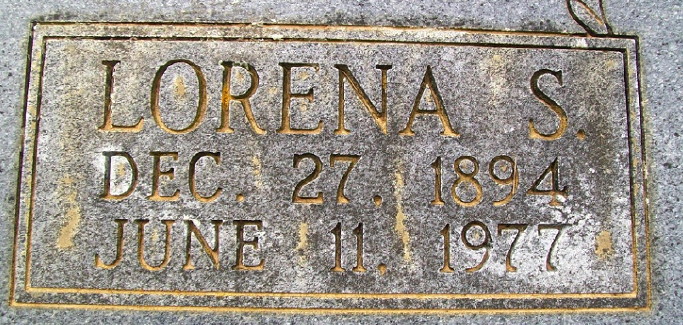 LORENA S.
DEC. 27, 1894
JUNE 11, 1977